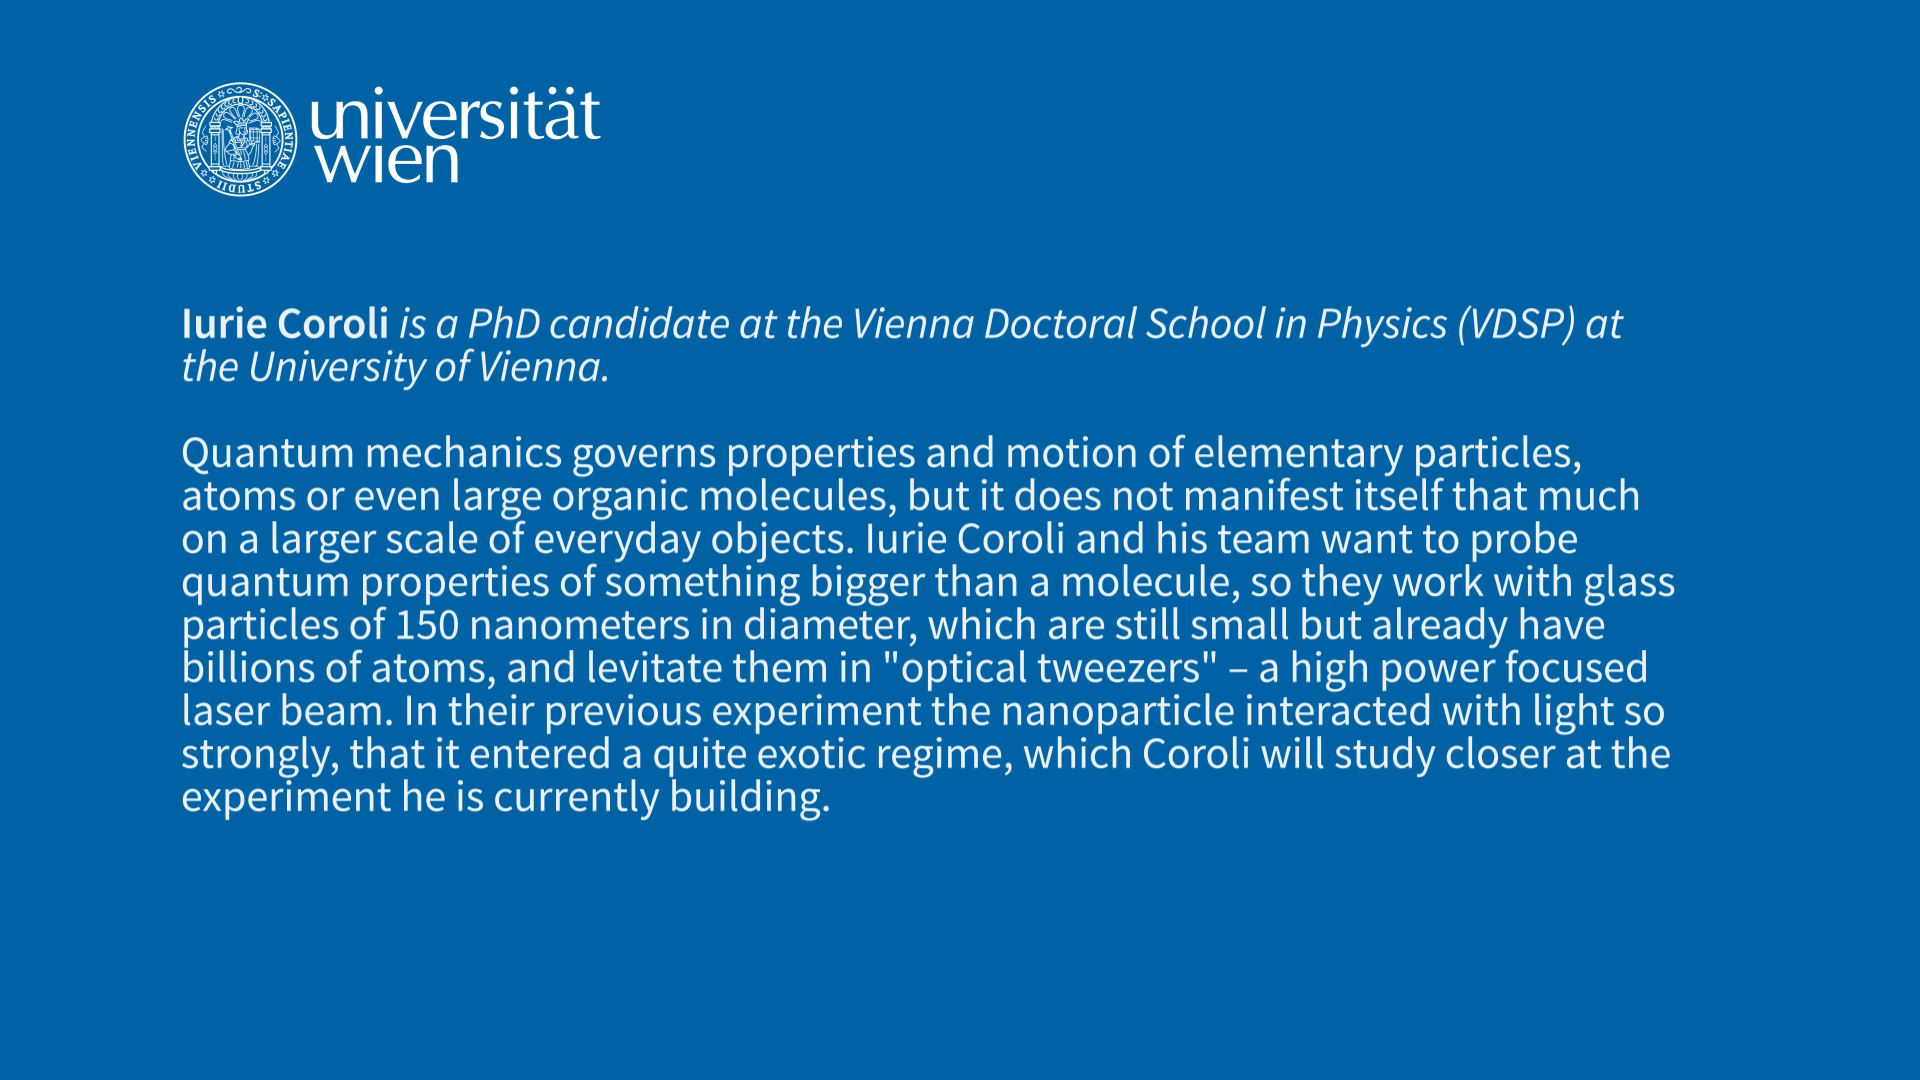 VIENNENSIS S·SAPIENTIAE STUDII
universität
wien
Iurie Coroli is a PhD candidate at the Vienna Doctoral School in Physics (VDSP) at
the University of Vienna.
Quantum mechanics governs properties and motion of elementary particles,
atoms or even large organic molecules, but it does not manifest itself that much
on a larger scale of everyday objects. Iurie Coroli and his team want to probe
quantum properties of something bigger than a molecule, so they work with glass
particles of 150 nanometers in diameter, which are still small but already have
billions of atoms, and levitate them in "optical tweezers" – a high power focused
laser beam. In their previous experiment the nanoparticle interacted with light so
strongly, that it entered a quite exotic regime, which Coroli will study closer at the
experiment he is currently building.